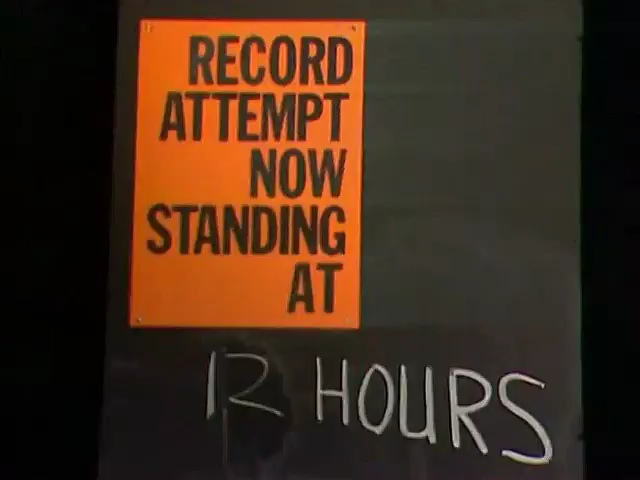 RECORD
ATTEMPT
NOW
STANDING
AT
12 HOURS